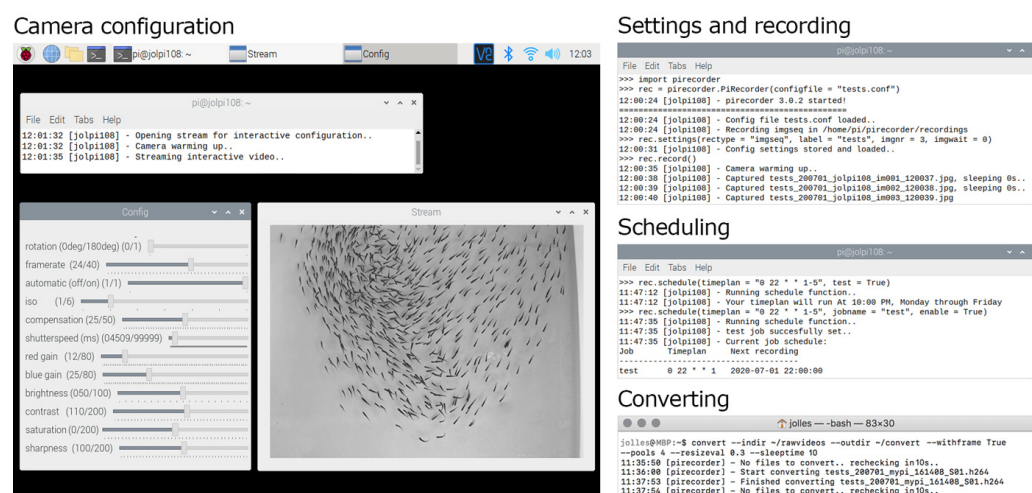 Camera configuration
pi@jolpi108: ~
Stream
Config
12:03
pi@jolpi108: ~
File Edit Tabs Help
12:01:32 [jolpi108] - Opening stream for interactive configuration..
12:01:32 [jolpi108] - Camera warming up..
12:01:35 [jolpi108] - Streaming interactive video..
Config
rotation (0deg/180deg) (0/1)
framerate (24/40)
automatic (off/on) (1/1)
iso (1/6)
compensation (25/50)
shutterspeed (ms) (04509/99999)
red gain (12/80)
blue gain (25/80)
brightness (050/100)
contrast (110/200)
saturation (0/200)
sharpness (100/200)
Stream
Settings and recording
pi@jolpi108: ~
File Edit Tabs Help
>>> import pirecorder
>>> rec = pirecorder.PiRecorder(configfile = "tests.conf")
12:00:24 [jolpi108] - pirecorder 3.0.2 started!
==================================================
12:00:24 [jolpi108] - Config file tests.conf loaded..
12:00:24 [jolpi108] - Recording imgseq in /home/pi/pirecorder/recordings
>>> rec.settings(rectype = "imgseq", label = "tests", imgnr = 3, imgwait = 0)
12:00:31 [jolpi108] - Config settings stored and loaded..
>>> rec.record()
12:00:35 [jolpi108] - Camera warming up..
12:00:38 [jolpi108] - Captured tests_200701_jolpi108_im001_120037.jpg, sleeping 0s..
12:00:39 [jolpi108] - Captured tests_200701_jolpi108_im002_120038.jpg, sleeping 0s..
12:00:40 [jolpi108] - Captured tests_200701_jolpi108_im003_120039.jpg
Scheduling
pi@jolpi108: ~
File Edit Tabs Help
>>> rec.schedule(timeplan = "0 22 * * 1-5", test = True)
11:47:12 [jolpi108] - Running schedule function..
11:47:12 [jolpi108] - Your timeplan will run At 10:00 PM, Monday through Friday
>>> rec.schedule(timeplan = "0 22 * * 1-5", jobname = "test", enable = True)
11:47:35 [jolpi108] - Running schedule function..
11:47:35 [jolpi108] - test job succesfully set..
11:47:35 [jolpi108] - Current job schedule:
Job Timeplan Next recording
----------------------------------------
test 0 22 * * 1 2020-07-01 22:00:00
Converting
jolles — -bash — 83×30
jolles@MBP:~$ convert --indir ~/rawvideos --outdir ~/convert --withframe True
--pools 4 --resizeval 0.3 --sleeptime 10
11:35:50 [pirecorder] – No files to convert.. rechecking in10s..
11:36:00 [pirecorder] – Start converting tests_200701_mypi_161408_S01.h264
11:37:53 [pirecorder] – Finished converting tests_200701_mypi_161408_S01.h264
11:37:54 [pirecorder] – No files to convert.. rechecking in10s..